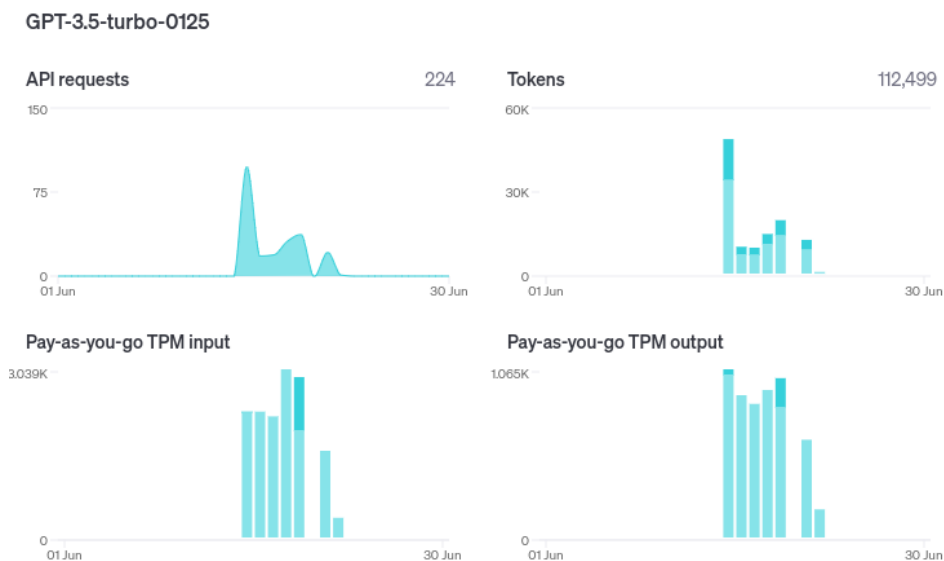 GPT-3.5-turbo-0125
API requests 224
150
75
0
01 Jun 30 Jun
Tokens 112,499
60K
30K
0
01 Jun 30 Jun
Pay-as-you-go TPM input
3.039K
0
01 Jun 30 Jun
Pay-as-you-go TPM output
1.065K
0
01 Jun 30 Jun